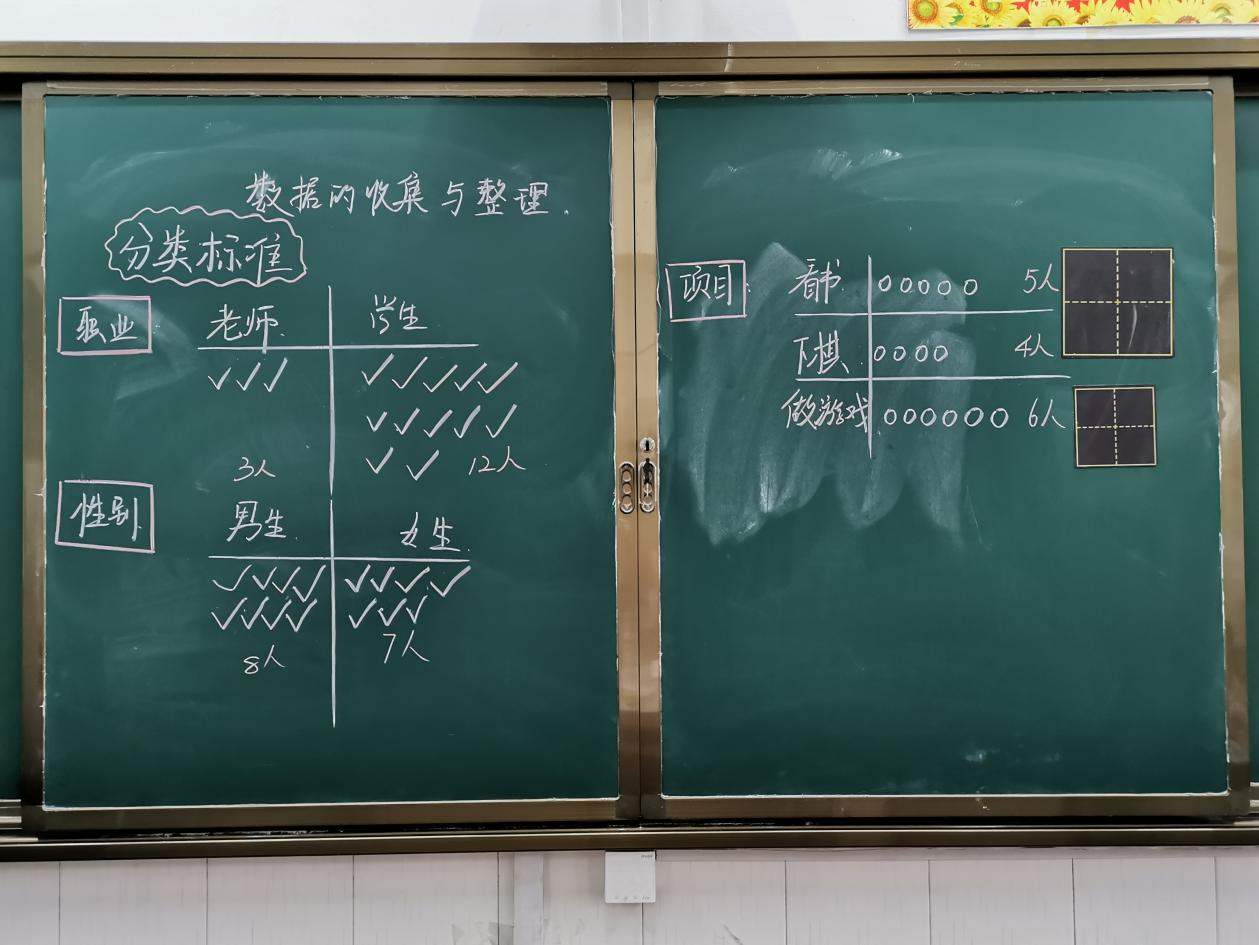 数据的收集与整理.
分类标准
职业: 老师. 学生
✓✓✓ ✓✓✓✓✓
✓✓✓✓✓
3人 ✓✓ 12人
性别. 男生. 女生.
✓✓✓✓ ✓✓✓✓
✓✓✓✓ ✓✓✓
8人 7人
项目: 看书. ○○○○○ 5人
下棋. ○○○○ 4人
做游戏 ○○○○○○ 6人